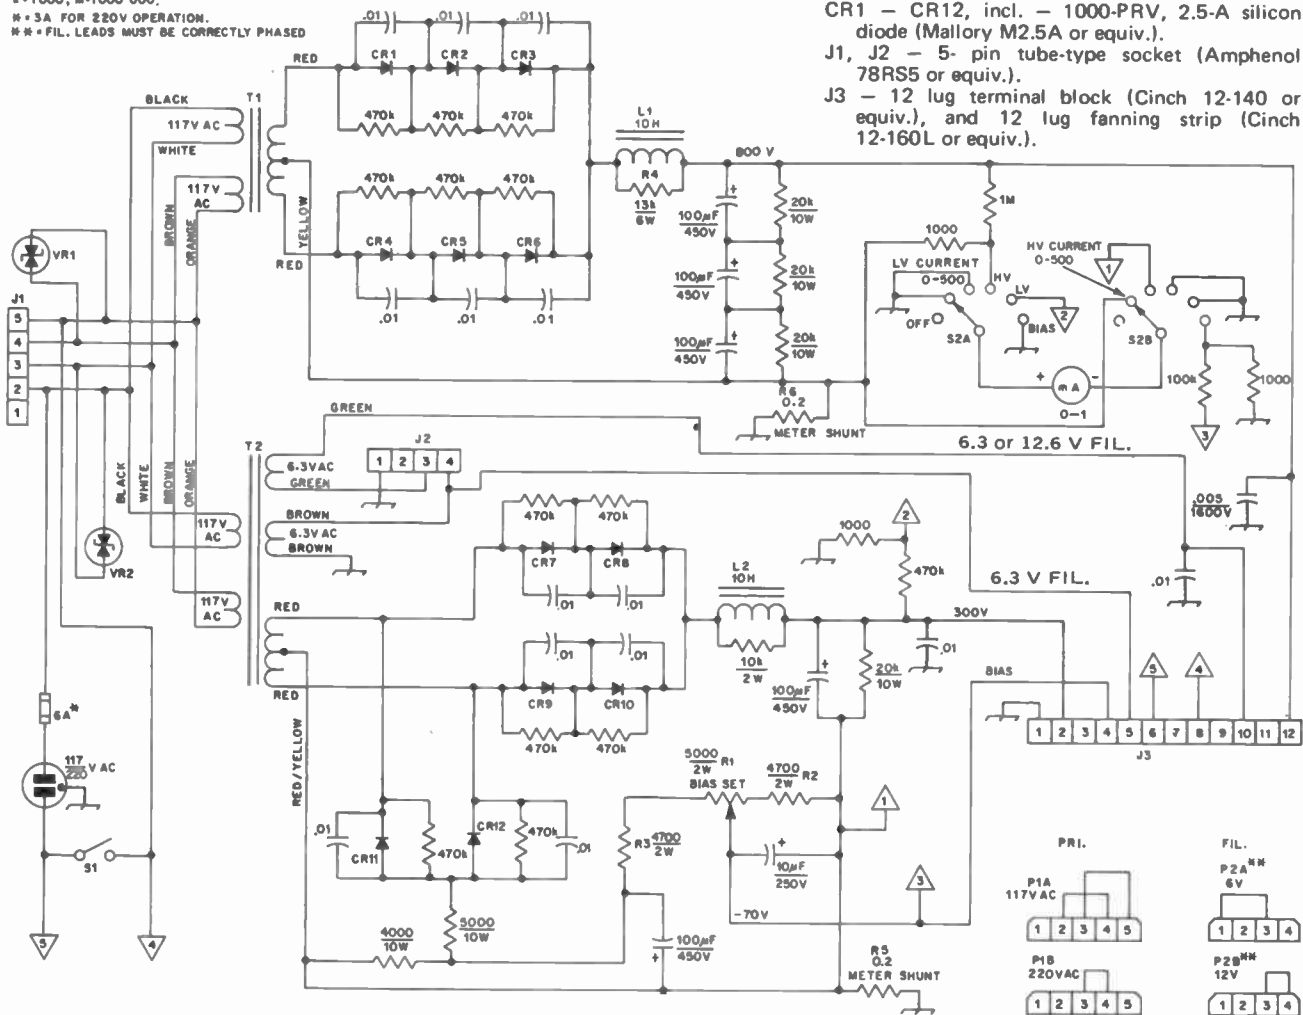 * = 3A FOR 220V OPERATION.
** = FIL. LEADS MUST BE CORRECTLY PHASED
CR1 — CR12, incl. — 1000-PRV, 2.5-A silicon
diode (Mallory M2.5A or equiv.).
J1, J2 — 5- pin tube-type socket (Amphenol
78RS5 or equiv.).
J3 — 12 lug terminal block (Cinch 12-140 or
equiv.), and 12 lug fanning strip (Cinch
12-160L or equiv.).
.01 .01 .01
RED
CR1 CR2 CR3
BLACK
T1
117V AC
WHITE
470k 470k 470k
L1
10H
800 V
R4
13k
6W
117V
AC
BROWN
ORANGE
YELLOW
470k 470k 470k
CR4 CR5 CR6
RED
.01 .01 .01
VR1
J1
5
4
3
2
1
100µF
450V
20k
10W
100µF
450V
20k
10W
100µF
450V
20k
10W
1M
1000
LV CURRENT
0-500
HV
HV CURRENT
0-500
1
LV
2
OFF
S2A
BIAS
S2B
+ mA -
0-1
100k
1000
3
R6
0.2
METER SHUNT
6.3 or 12.6 V FIL.
GREEN
J2
1 2 3 4
T2
6.3VAC
GREEN
BROWN
6.3V AC
BROWN
BLACK
WHITE
BROWN
ORANGE
117V
AC
VR2
117V
AC
470k 470k
CR7 CR8
.01 .01
.005
1600V
1000
2
470k
.01
6.3 V FIL.
L2
10H
300V
RED
.01 .01
10k
2W
100µF
450V
20k
10W
.01
BIAS
5
4
RED
CR9 CR10
470k 470k
1 2 3 4 5 6 7 8 9 10 11 12
J3
6A*
117
220 V AC
RED/YELLOW
5000
2W R1
BIAS SET
4700
2W R2
1
.01
CR11
470k
CR12
470k
.01
R3 4700
2W
10µF
250V
3
-70V
S1
5
4
4000
10W
5000
10W
100µF
450V
R5
0.2
METER SHUNT
PRI.
P1A
117VAC
1 2 3 4 5
P1B
220VAC
1 2 3 4 5
FIL.
P2A**
6V
1 2 3 4
P2B**
12V
1 2 3 4